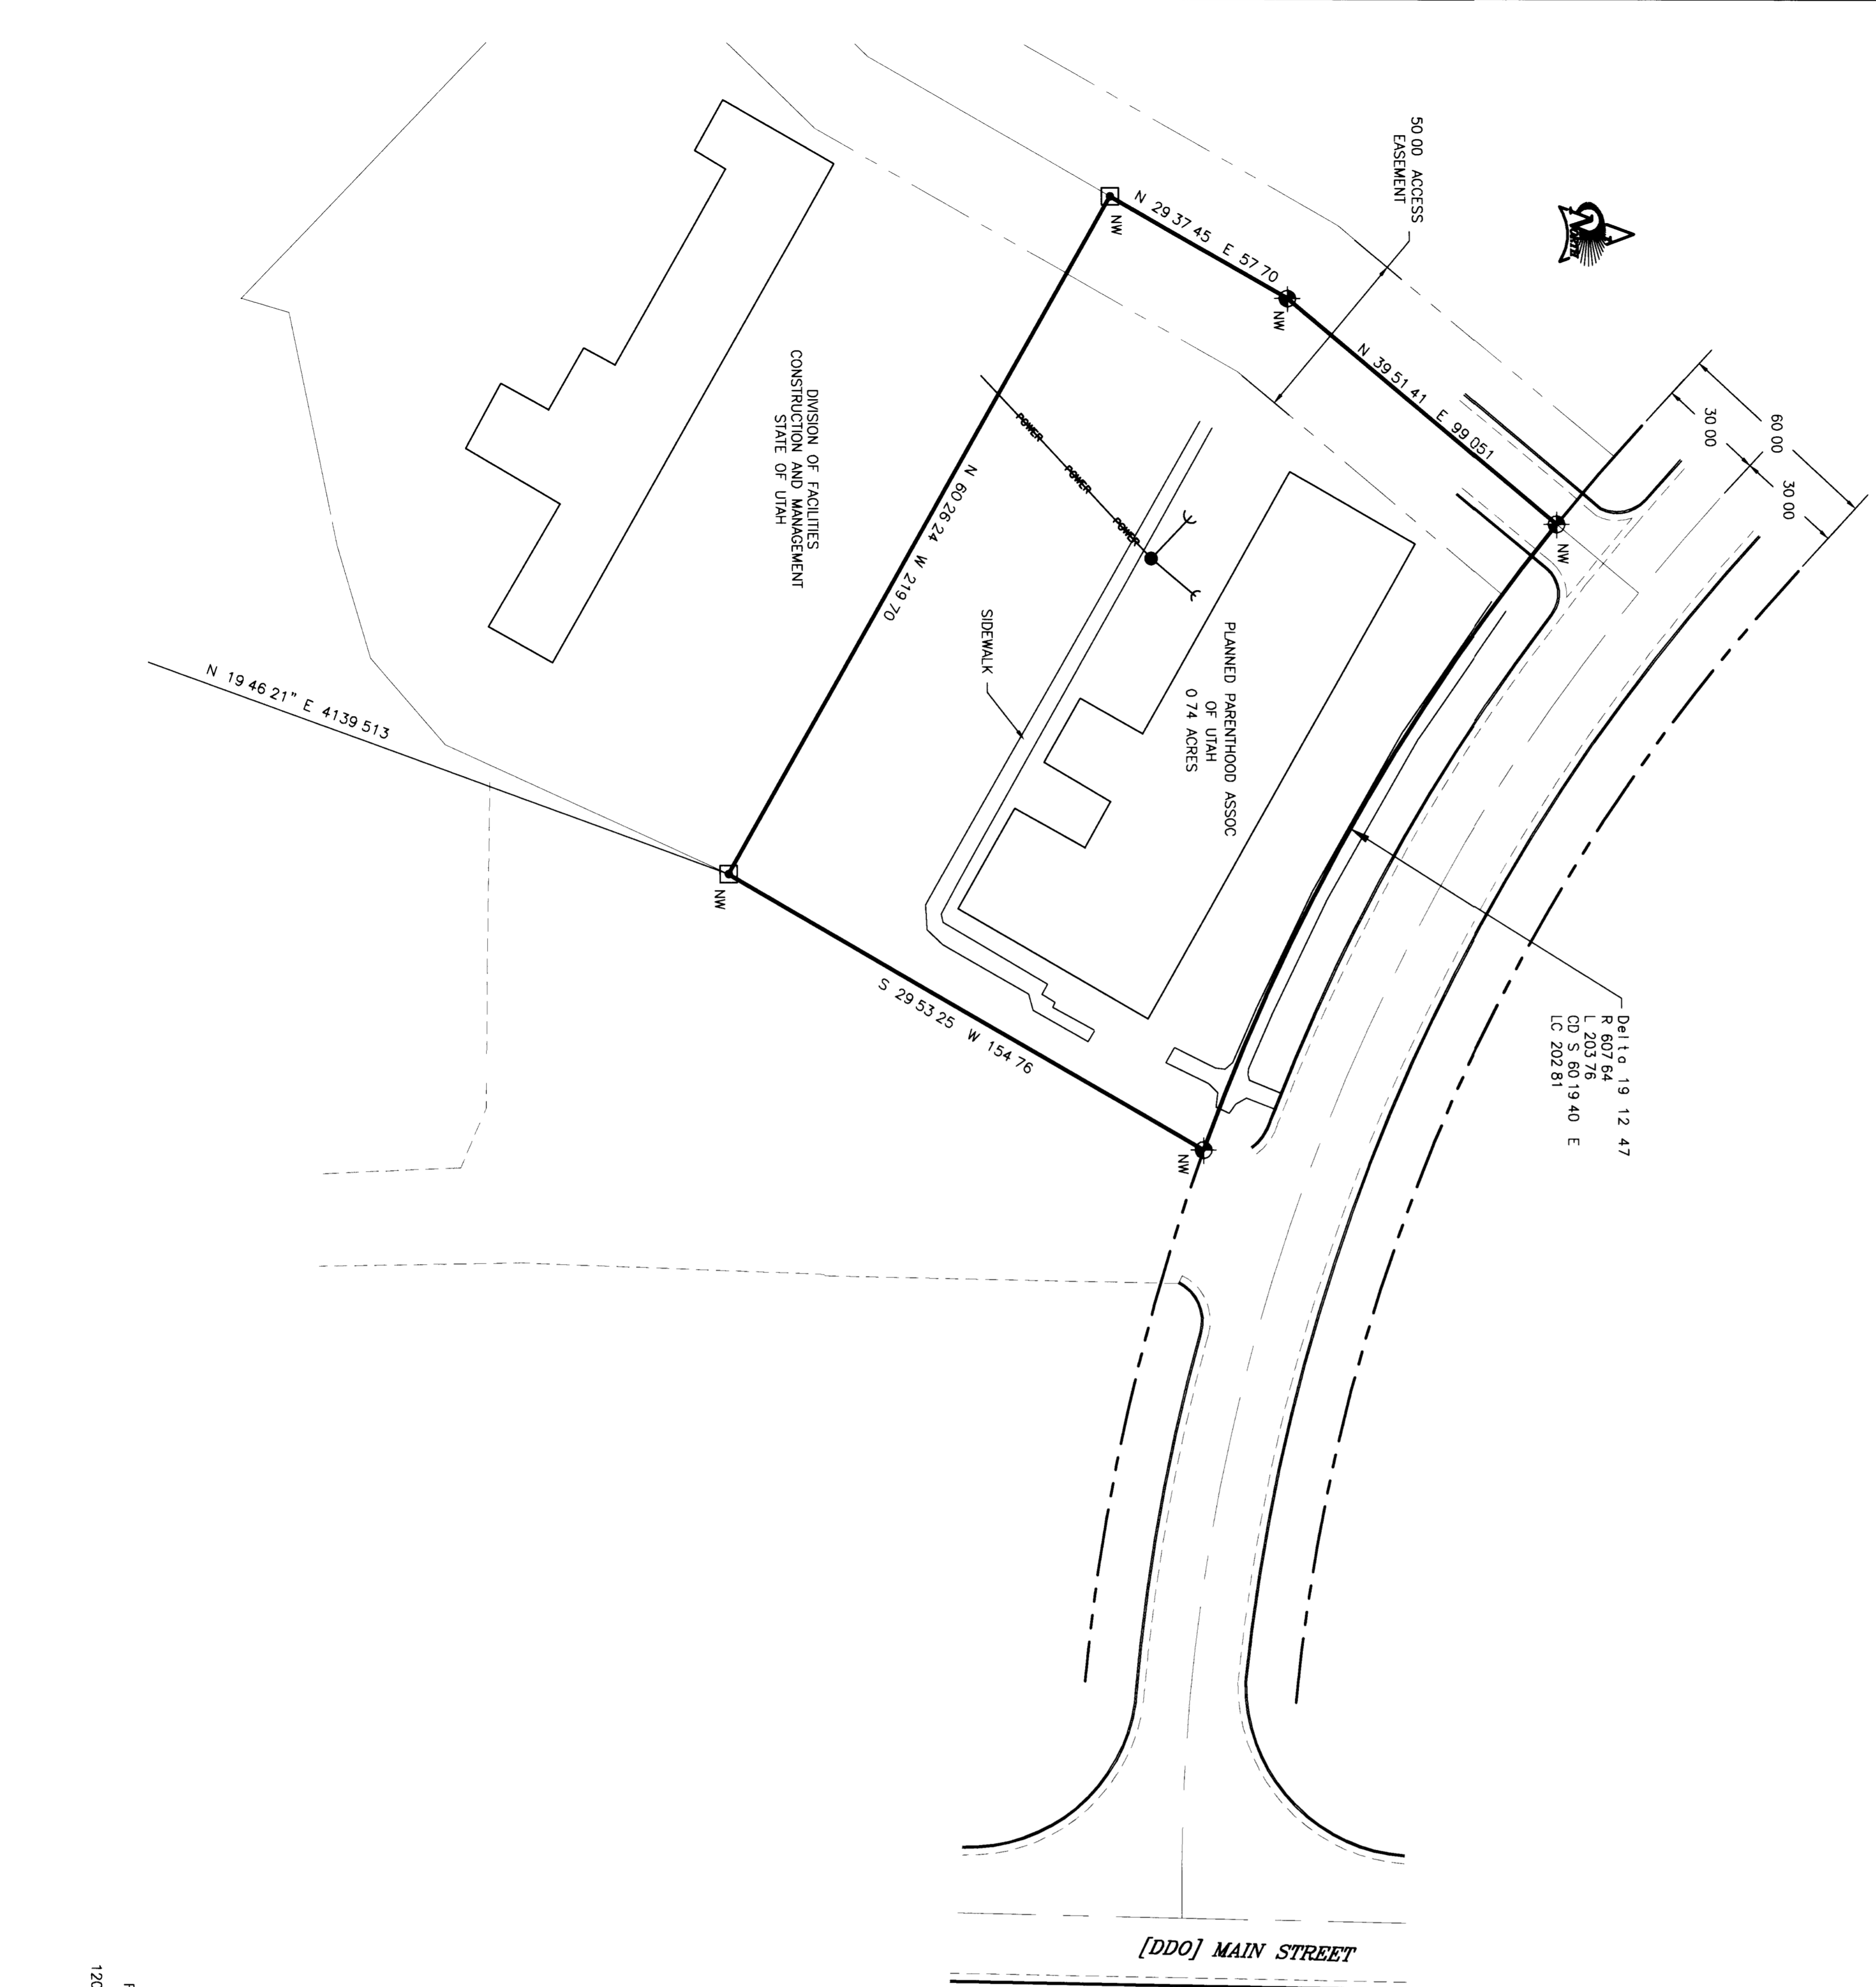 NORTH
60 00
30 00
30 00
50 00 ACCESS
EASEMENT
N 29 37 45 E 57 70
NW
NW
N 39 51 41 E 99 051
NW
DIVISION OF FACILITIES
CONSTRUCTION AND MANAGEMENT
STATE OF UTAH
POWER
POWER
POWER
N 60 26 24 W 219 70
SIDEWALK
PLANNED PARENTHOOD ASSOC
OF UTAH
0 74 ACRES
N 19 46 21" E 4139 513
NW
S 29 53 25 W 154 76
NW
Delta 19 12 47
R 607 64
L 203 76
CD S 60 19 40 E
LC 202 81
[DDO] MAIN STREET